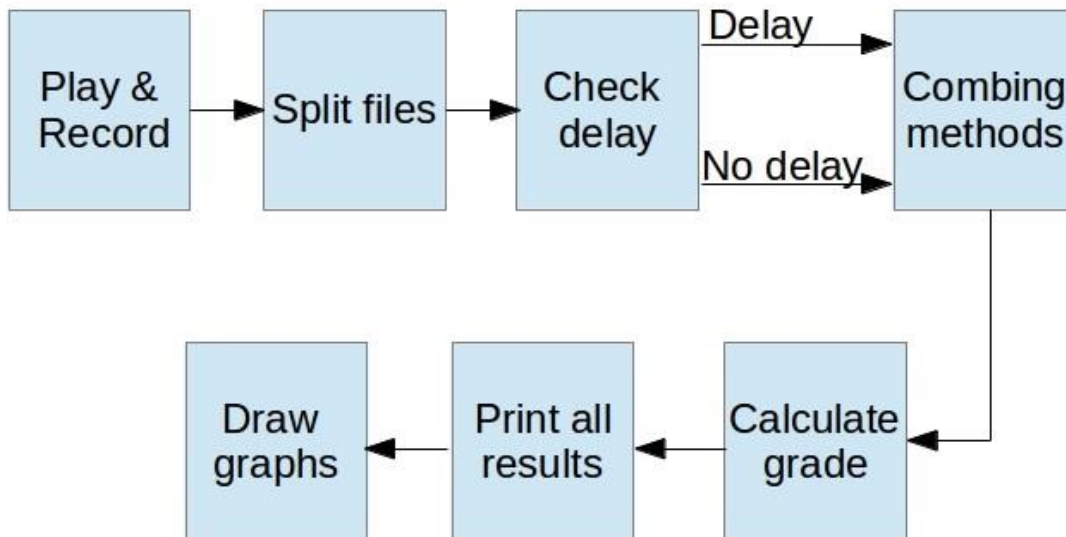 Play &
Record
Split files
Check
delay
Delay
No delay
Combing
methods
Calculate
grade
Print all
results
Draw
graphs